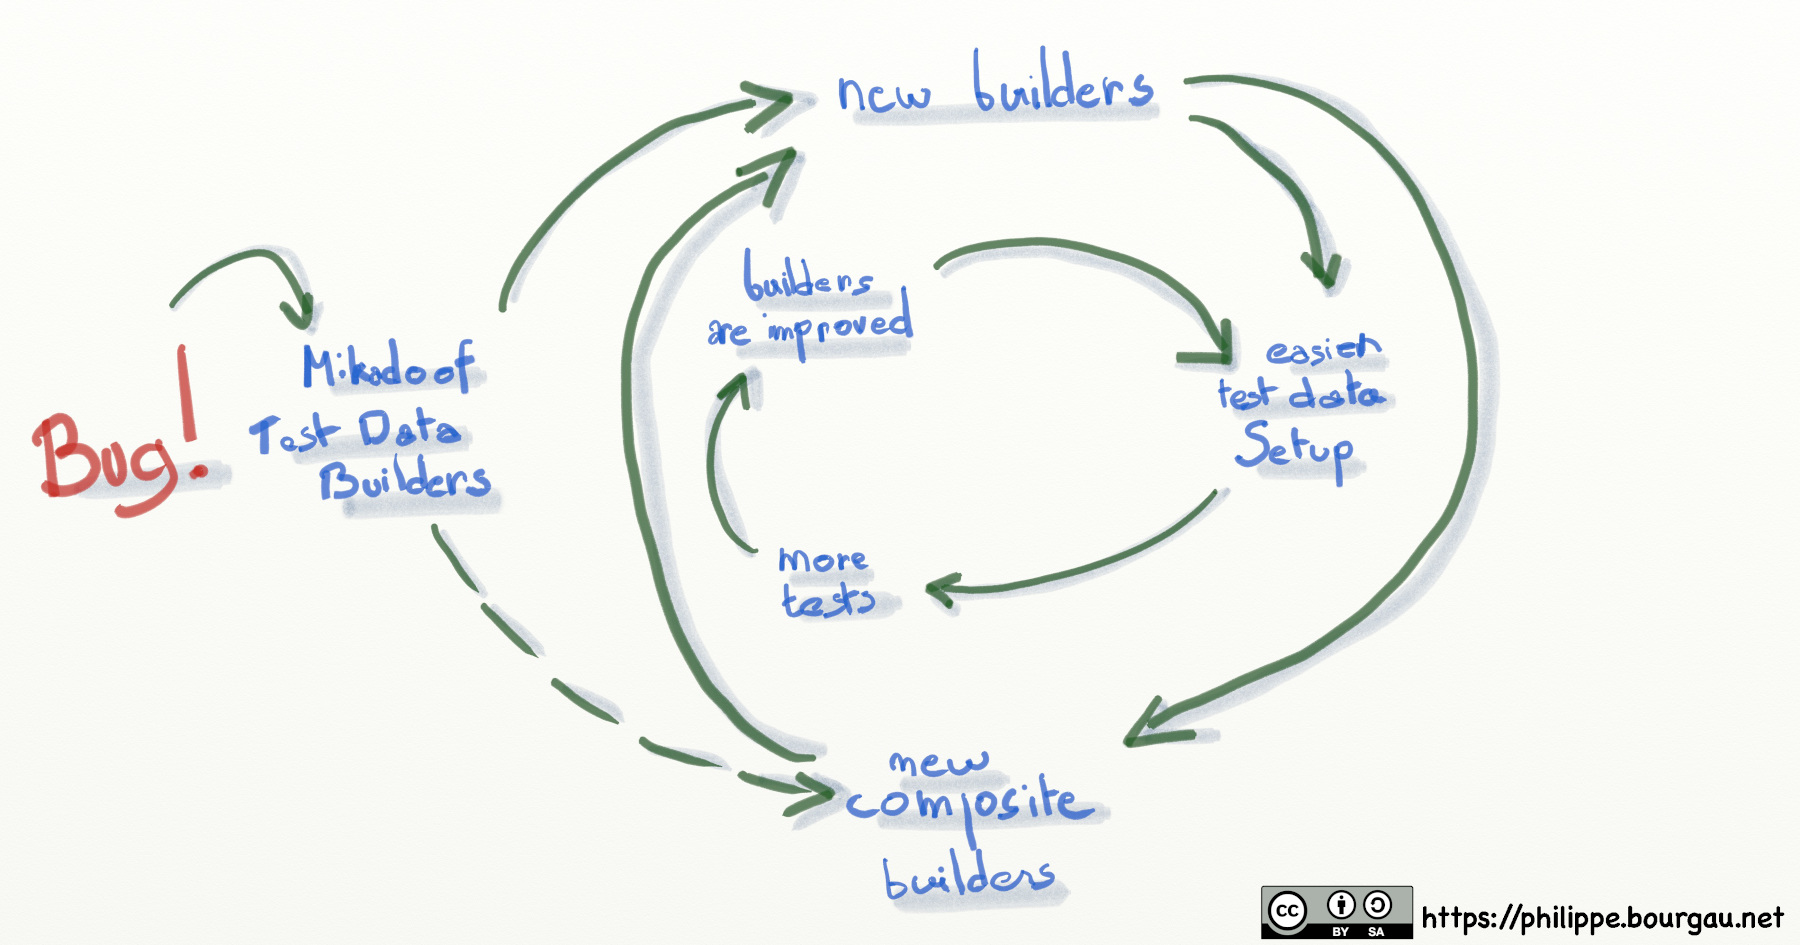 new builders
builders
are improved
Bug!
Mikado of
Test Data
Builders
easier
test data
Setup
more
tests
new
composite
builders
cc
BY SA
https://philippe.bourgau.net